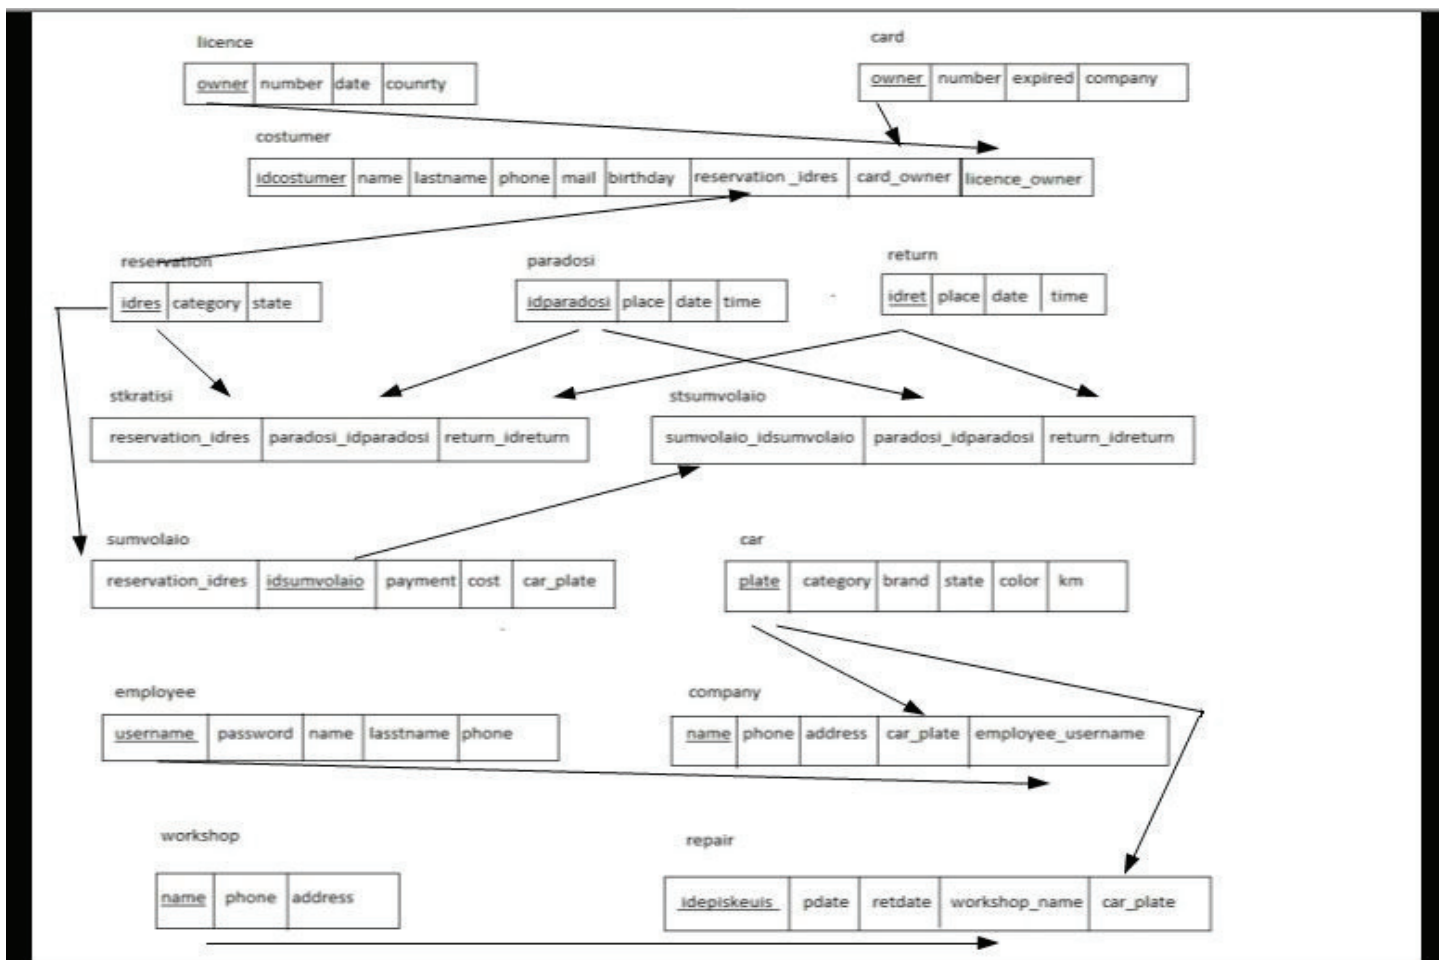 licence
card
owner number date counrty
owner number expired company
costumer
idcostumer name lastname phone mail birthday reservation _idres card_owner licence_owner
reservation
paradosi
return
idres category state
idparadosi place date time
idret place date time
stkratisi
stsumvolaio
reservation_idres paradosi_idparadosi return_idreturn
sumvolaio_idsumvolaio paradosi_idparadosi return_idreturn
sumvolaio
car
reservation_idres idsumvolaio payment cost car_plate
plate category brand state color km
employee
company
username password name lasstname phone
name phone address car_plate employee_username
workshop
repair
name phone address
idepiskeuis pdate retdate workshop_name car_plate